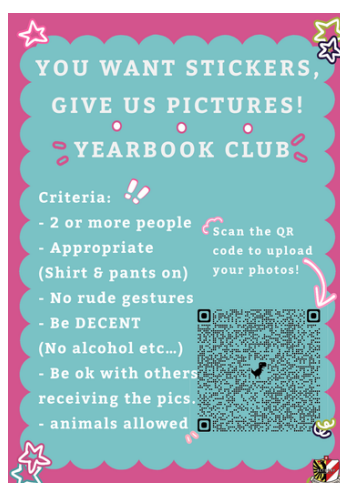 YOU WANT STICKERS,
GIVE US PICTURES!
YEARBOOK CLUB
Criteria:
- 2 or more people
- Appropriate
(Shirt & pants on)
- No rude gestures
- Be DECENT
(No alcohol etc...)
- Be ok with others
receiving the pics.
- animals allowed
Scan the QR
code to upload
your photos!